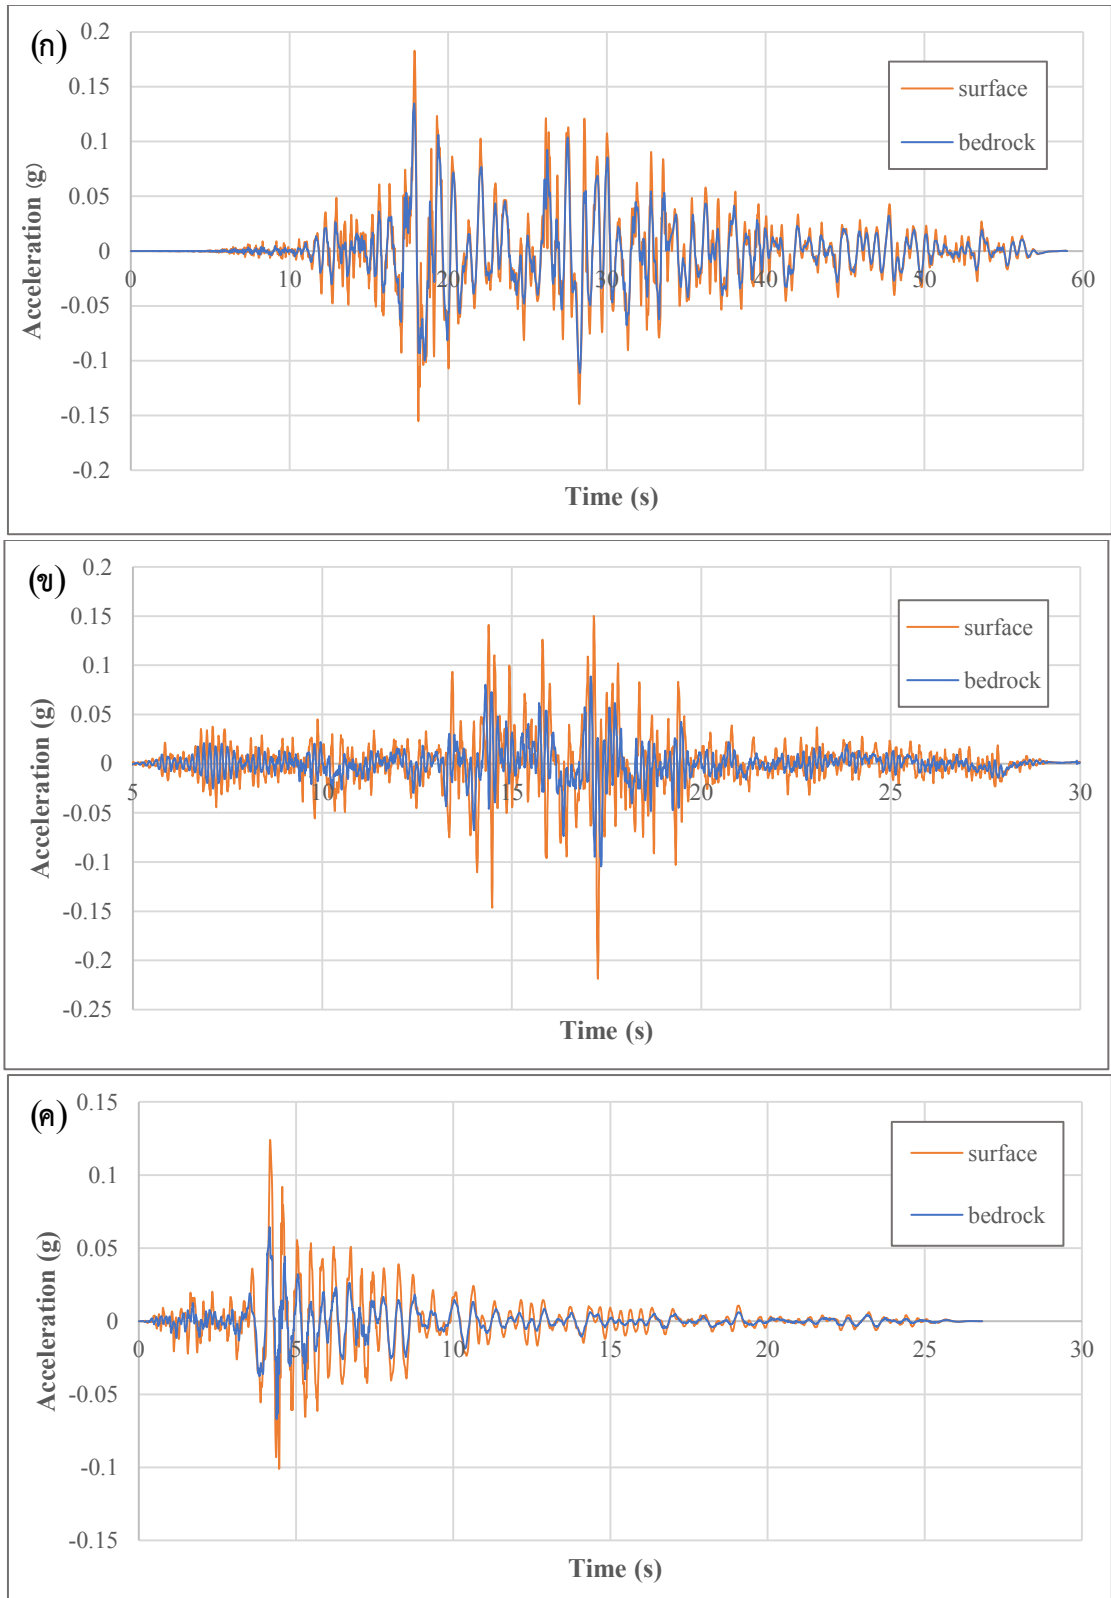 (ก)
0.2
0.15
0.1
0.05
0
-0.05
-0.1
-0.15
-0.2
0 10 20 30 40 50 60
Acceleration (g)
Time (s)
surface
bedrock
(ข)
0.2
0.15
0.1
0.05
0
-0.05
-0.1
-0.15
-0.2
-0.25
5 10 15 20 25 30
Acceleration (g)
Time (s)
surface
bedrock
(ค)
0.15
0.1
0.05
0
-0.05
-0.1
-0.15
0 5 10 15 20 25 30
Acceleration (g)
Time (s)
surface
bedrock